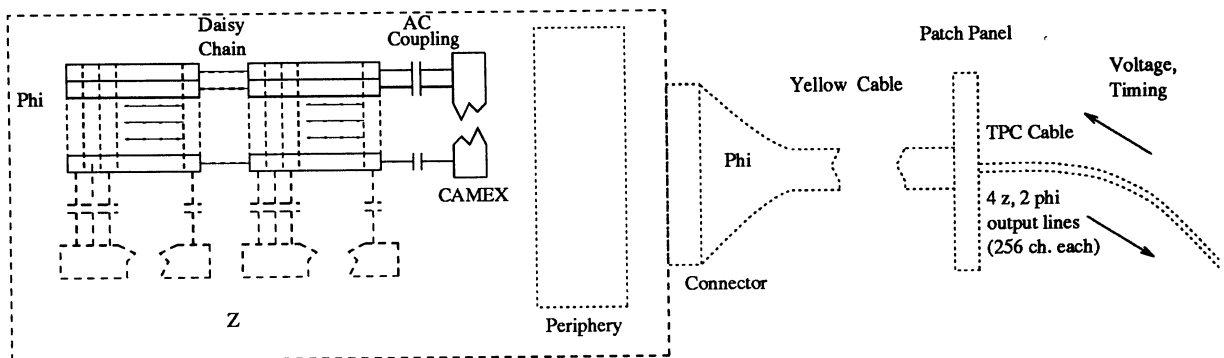 Daisy
Chain
AC
Coupling
Phi
CAMEX
Z
Periphery
Phi
Connector
Yellow Cable
Patch Panel
Voltage,
Timing
TPC Cable
4 z, 2 phi
output lines
(256 ch. each)